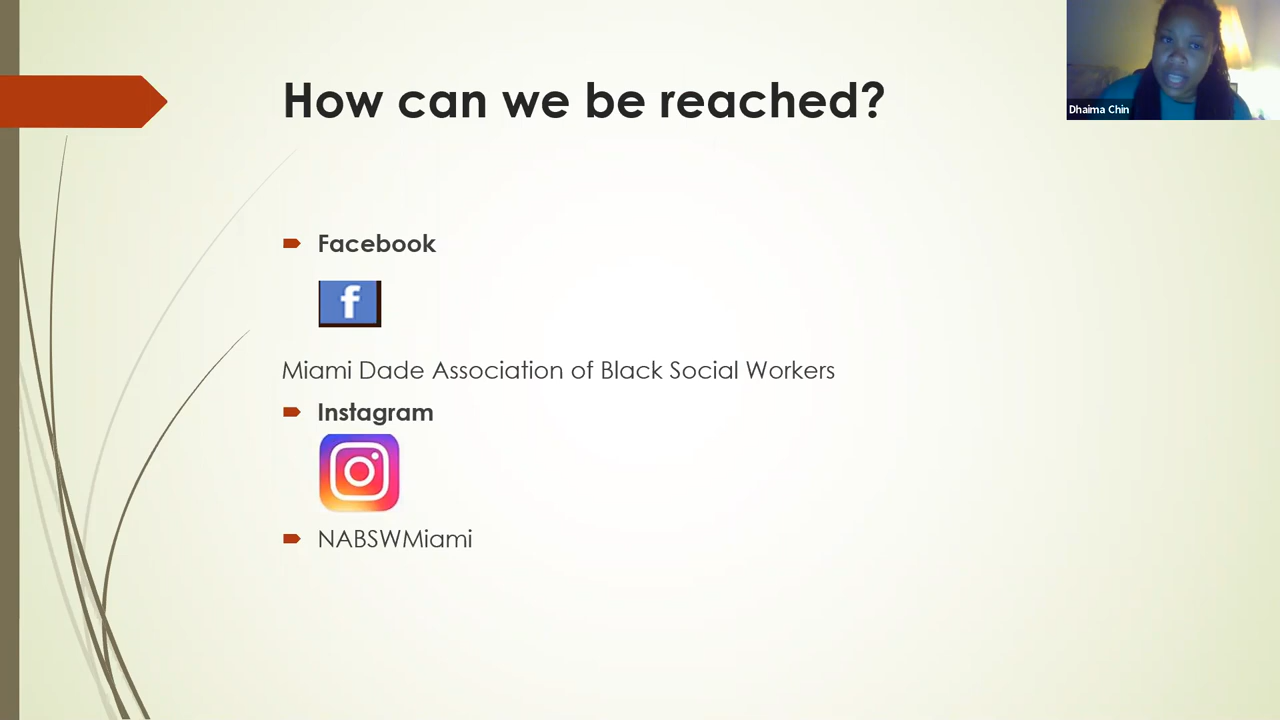 How can we be reached?
Dhaima Chin
Facebook
f
Miami Dade Association of Black Social Workers
Instagram
NABSWMiami